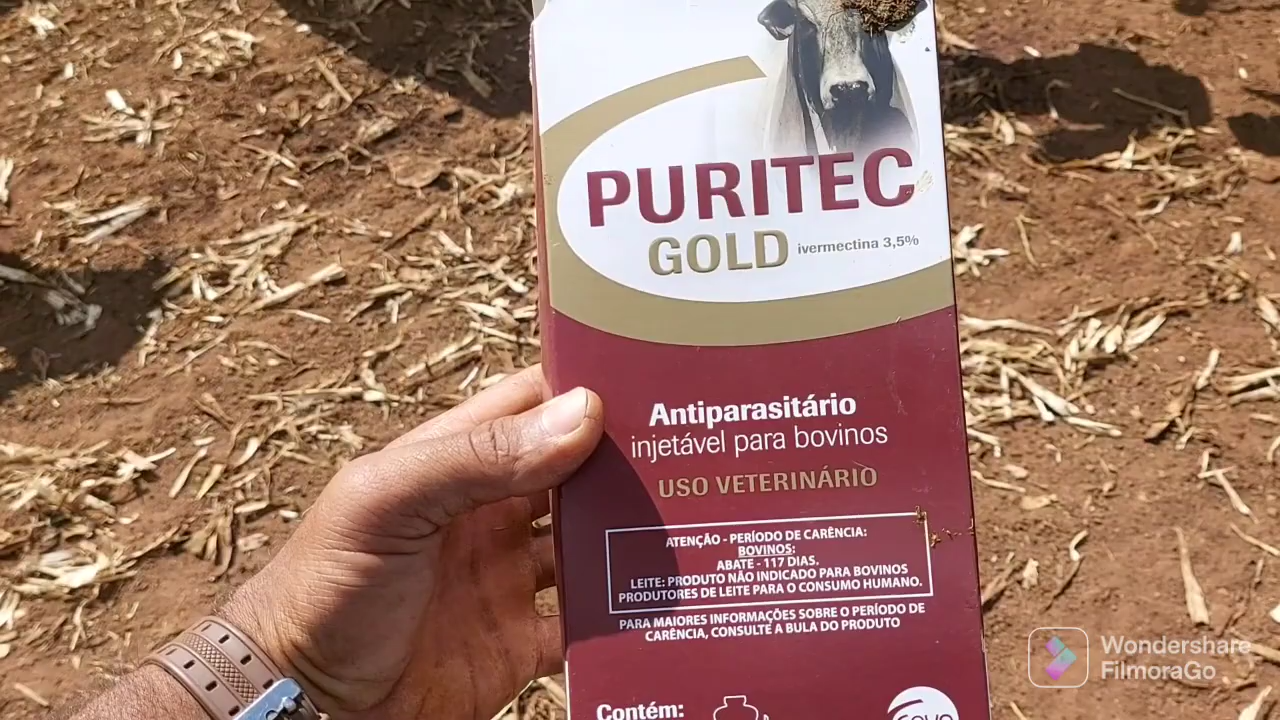 PURITEC
GOLD ivermectina 3,5%
Antiparasitário
injetável para bovinos
USO VETERINÁRIO
ATENÇÃO - PERÍODO DE CARÊNCIA:
BOVINOS:
ABATE - 117 DIAS.
LEITE: PRODUTO NÃO INDICADO PARA BOVINOS
PRODUTORES DE LEITE PARA O CONSUMO HUMANO.
PARA MAIORES INFORMAÇÕES SOBRE O PERÍODO DE
CARÊNCIA, CONSULTE A BULA DO PRODUTO
Contém:
Wondershare
FilmoraGo